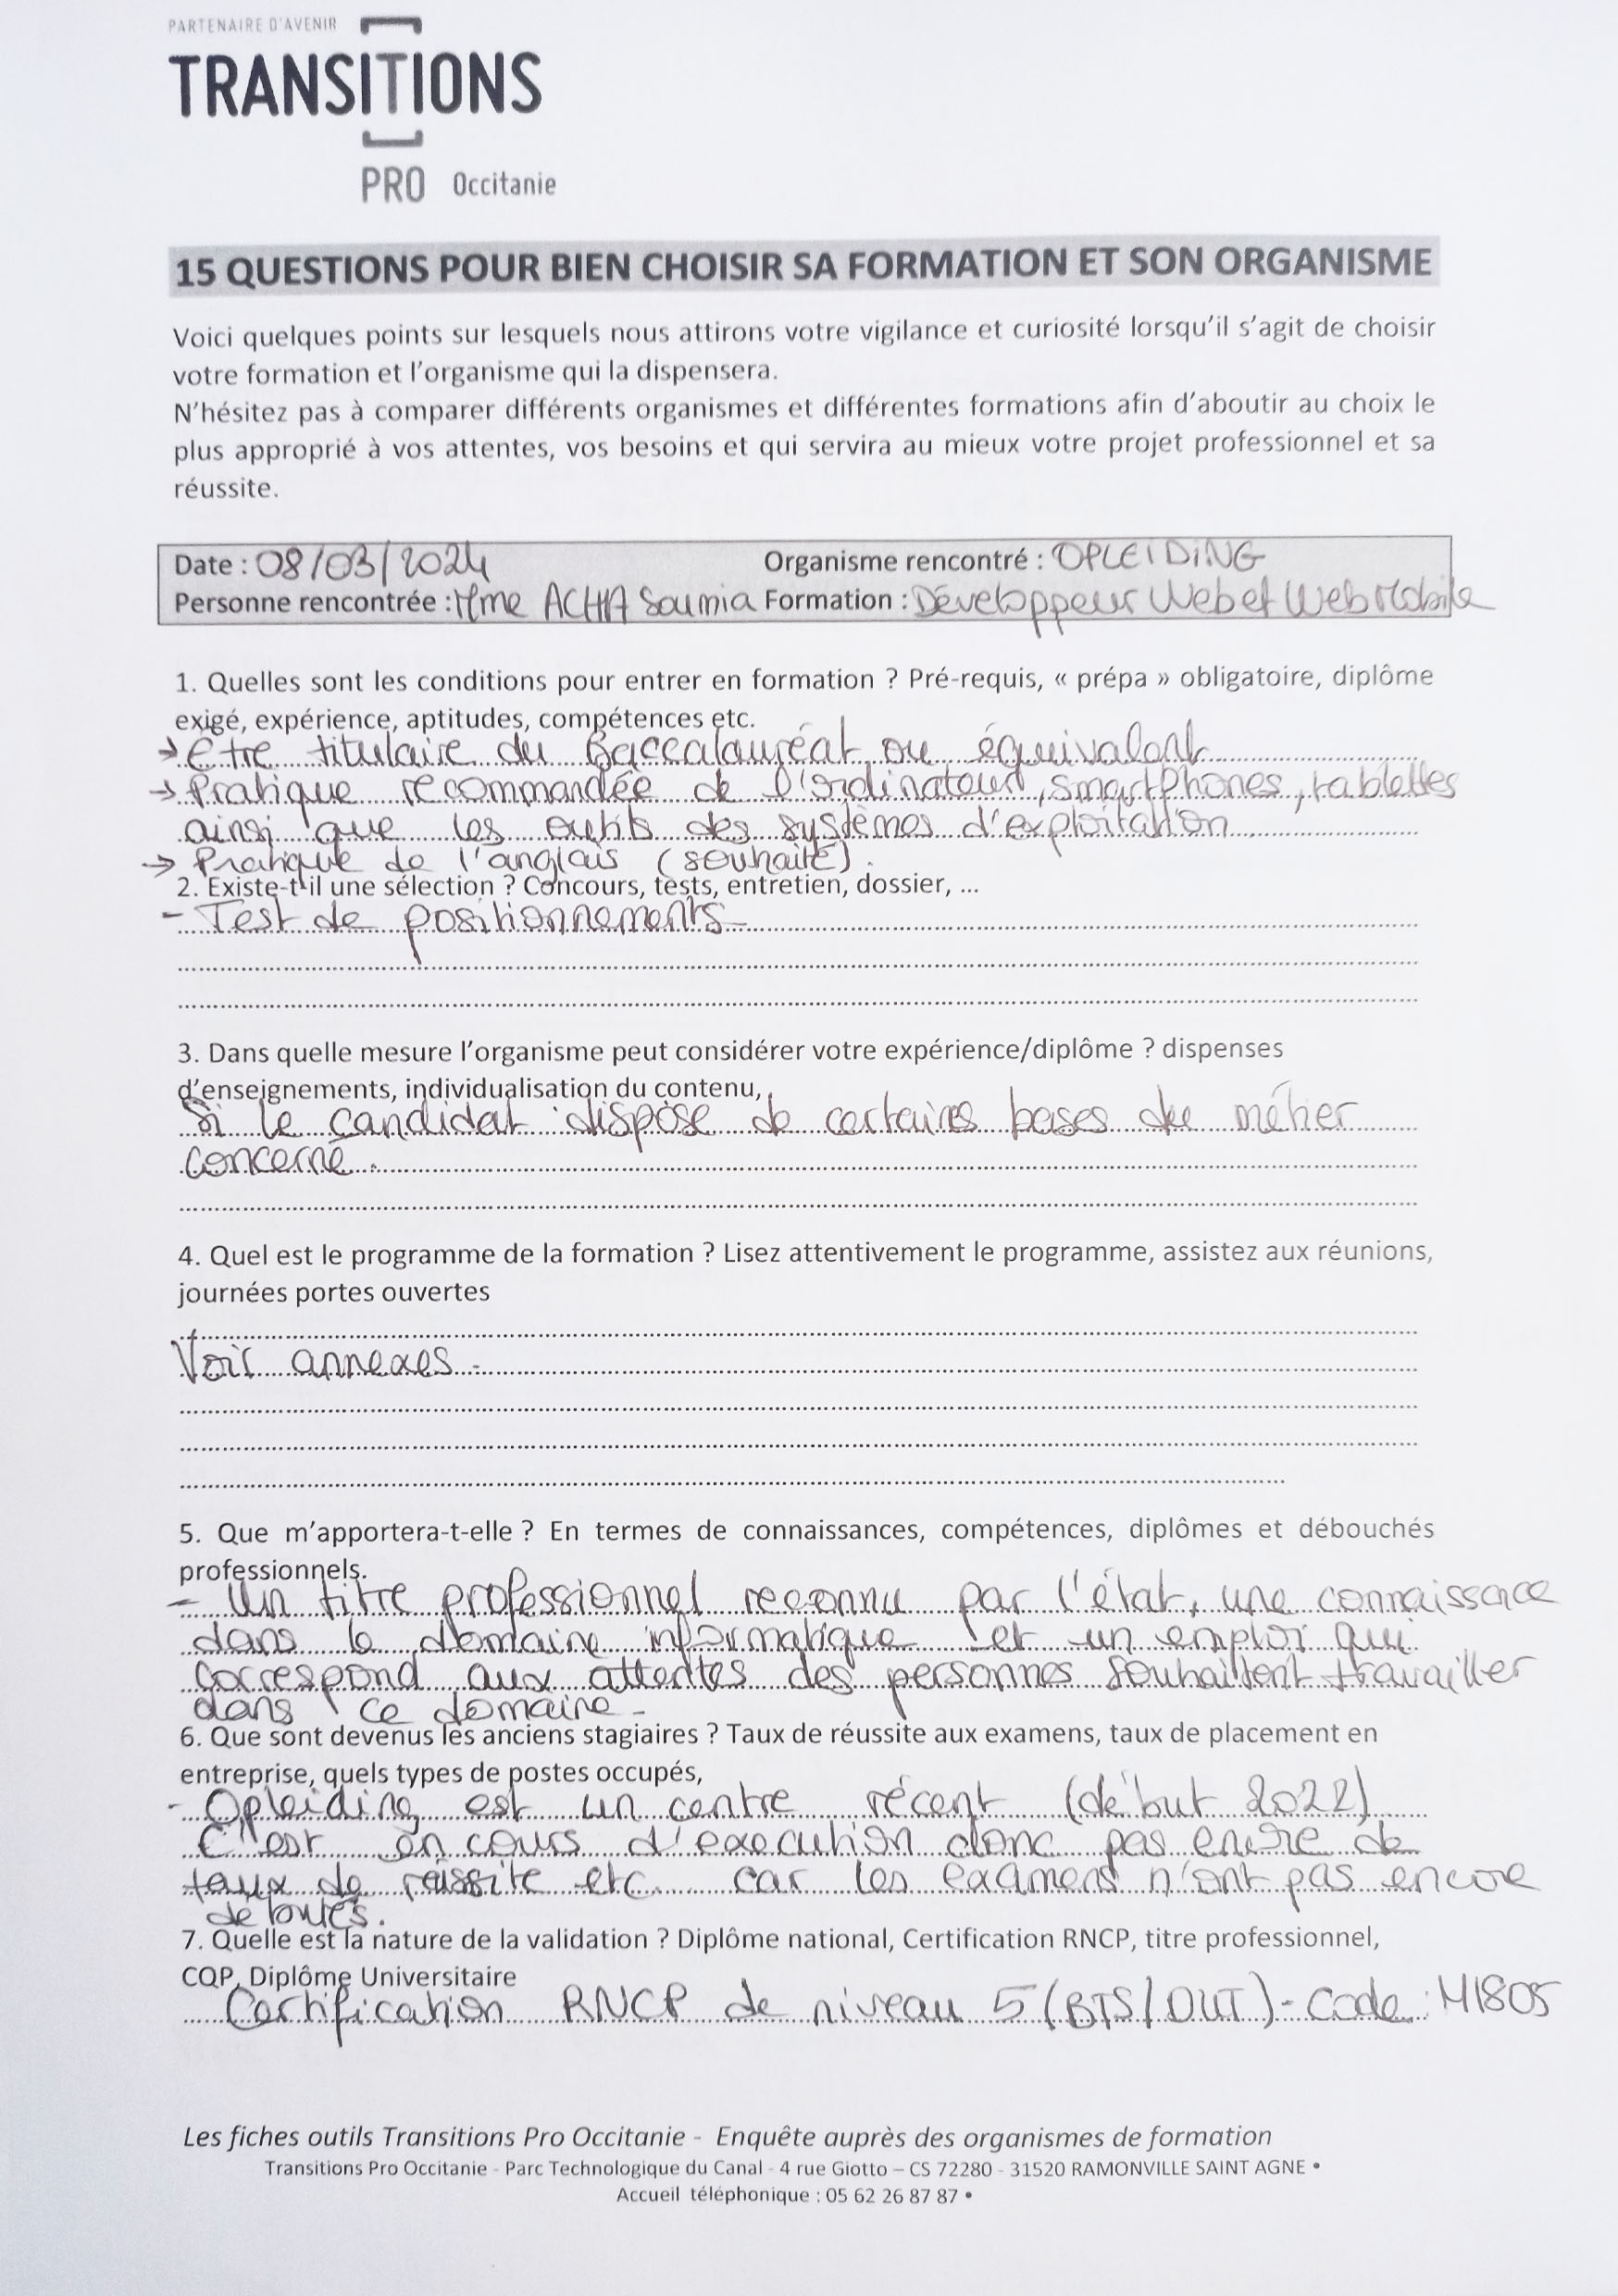 PARTENAIRE D'AVENIR
TRANSITIONS
PRO Occitanie
15 QUESTIONS POUR BIEN CHOISIR SA FORMATION ET SON ORGANISME
Voici quelques points sur lesquels nous attirons votre vigilance et curiosité lorsqu'il s'agit de choisir
votre formation et l'organisme qui la dispensera.
N'hésitez pas à comparer différents organismes et différentes formations afin d'aboutir au choix le
plus approprié à vos attentes, vos besoins et qui servira au mieux votre projet professionnel et sa
réussite.
Date : 08/03/2024 Organisme rencontré : OPLEIDING
Personne rencontrée : Mme ACHA Soumia Formation : Développeur Web et Web Mobile
1. Quelles sont les conditions pour entrer en formation ? Pré-requis, « prépa » obligatoire, diplôme
exigé, expérience, aptitudes, compétences etc.
→ Etre titulaire du Baccalauréat ou équivalent
→ Pratique recommandée de l'ordinateur, smartphones, tablettes
ainsi que les outils des systèmes d'exploitation
→ Pratique de l'anglais (souhaité).
2. Existe-t-il une sélection ? Concours, tests, entretien, dossier, ...
- Test de positionnements -
3. Dans quelle mesure l'organisme peut considérer votre expérience/diplôme ? dispenses
d'enseignements, individualisation du contenu,
Si le candidat dispose de certaines bases du métier
concerné.
4. Quel est le programme de la formation ? Lisez attentivement le programme, assistez aux réunions,
journées portes ouvertes
Voir annexes -
5. Que m'apportera-t-elle ? En termes de connaissances, compétences, diplômes et débouchés
professionnels.
- Un titre professionnel reconnu par l'état, une connaissance
dans le domaine informatique et un emploi qui
correspond aux attentes des personnes souhaitent travailler
dans ce domaine -
6. Que sont devenus les anciens stagiaires ? Taux de réussite aux examens, taux de placement en
entreprise, quels types de postes occupés,
- Opleiding est un centre récent (début 2022)
C'est en cours d'execution donc pas encore de
taux de réissite etc. car les examens n'ont pas encore
débutés.
7. Quelle est la nature de la validation ? Diplôme national, Certification RNCP, titre professionnel,
CQP, Diplôme Universitaire
Certification RNCP de niveau 5 (BTS/DUT) - Code : M1805
Les fiches outils Transitions Pro Occitanie - Enquête auprès des organismes de formation
Transitions Pro Occitanie - Parc Technologique du Canal - 4 rue Giotto – CS 72280 - 31520 RAMONVILLE SAINT AGNE •
Accueil téléphonique : 05 62 26 87 87 •